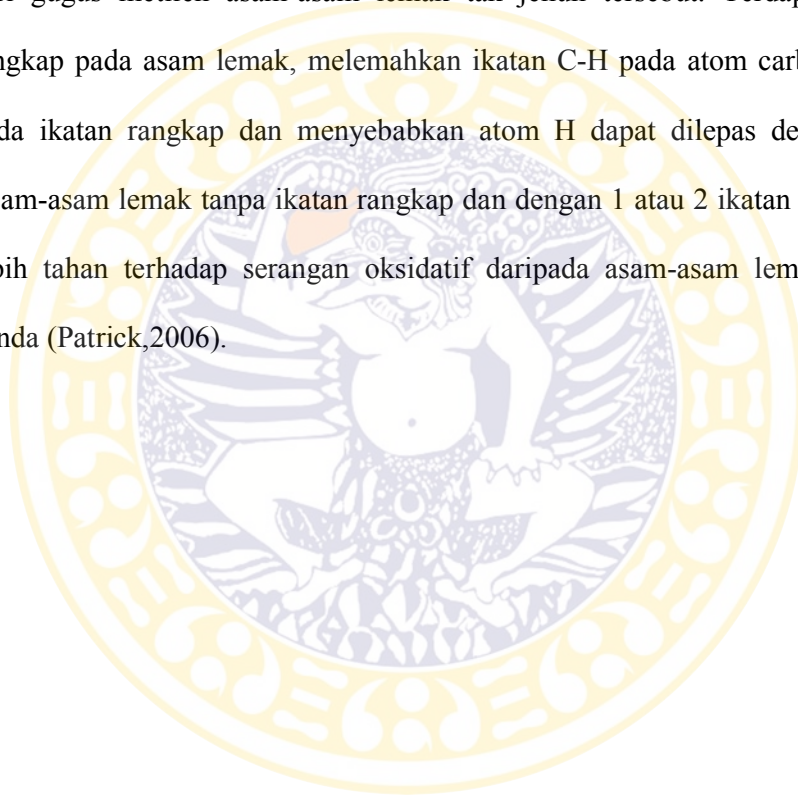 gugus methen asam-asam lemak tak jenuh tersebut. Terdap
ngkap pada asam lemak, melemahkan ikatan C-H pada atom carb
da ikatan rangkap dan menyebabkan atom H dapat dilepas de
am-asam lemak tanpa ikatan rangkap dan dengan 1 atau 2 ikatan
bih tahan terhadap serangan oksidatif daripada asam-asam lem
nda (Patrick,2006).